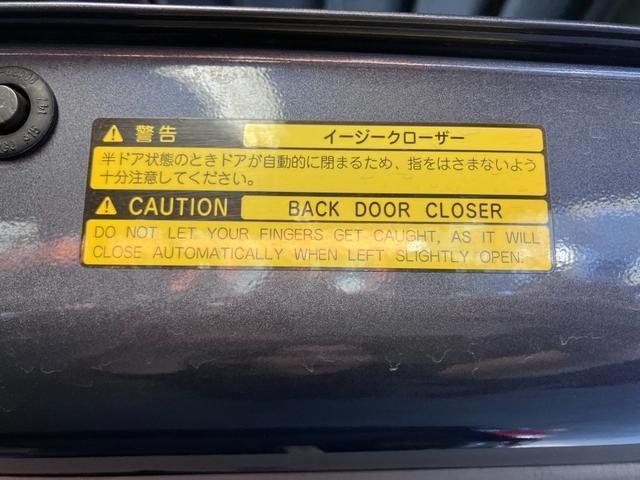 警告 イージークローザー
半ドア状態のときドアが自動的に閉まるため、指をはさまないよう
十分注意してください。
CAUTION BACK DOOR CLOSER
DO NOT LET YOUR FINGERS GET CAUGHT, AS IT WILL
CLOSE AUTOMATICALLY WHEN LEFT SLIGHTLY OPEN.